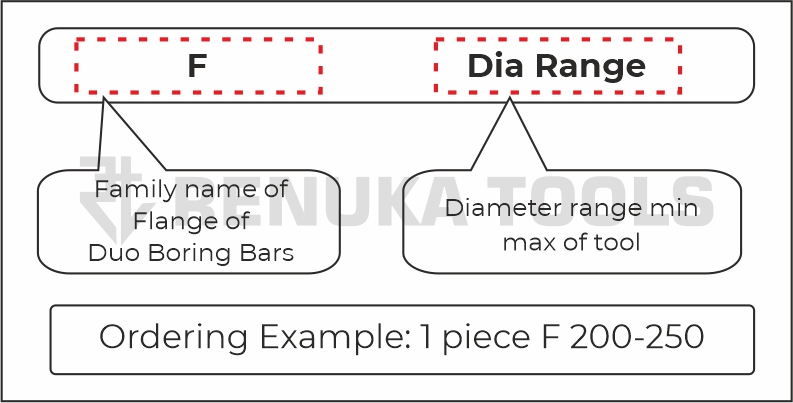 F
Dia Range
Family name of
Flange of
Duo Boring Bars
Diameter range min
max of tool
RENUKA TOOLS
Ordering Example: 1 piece F 200-250